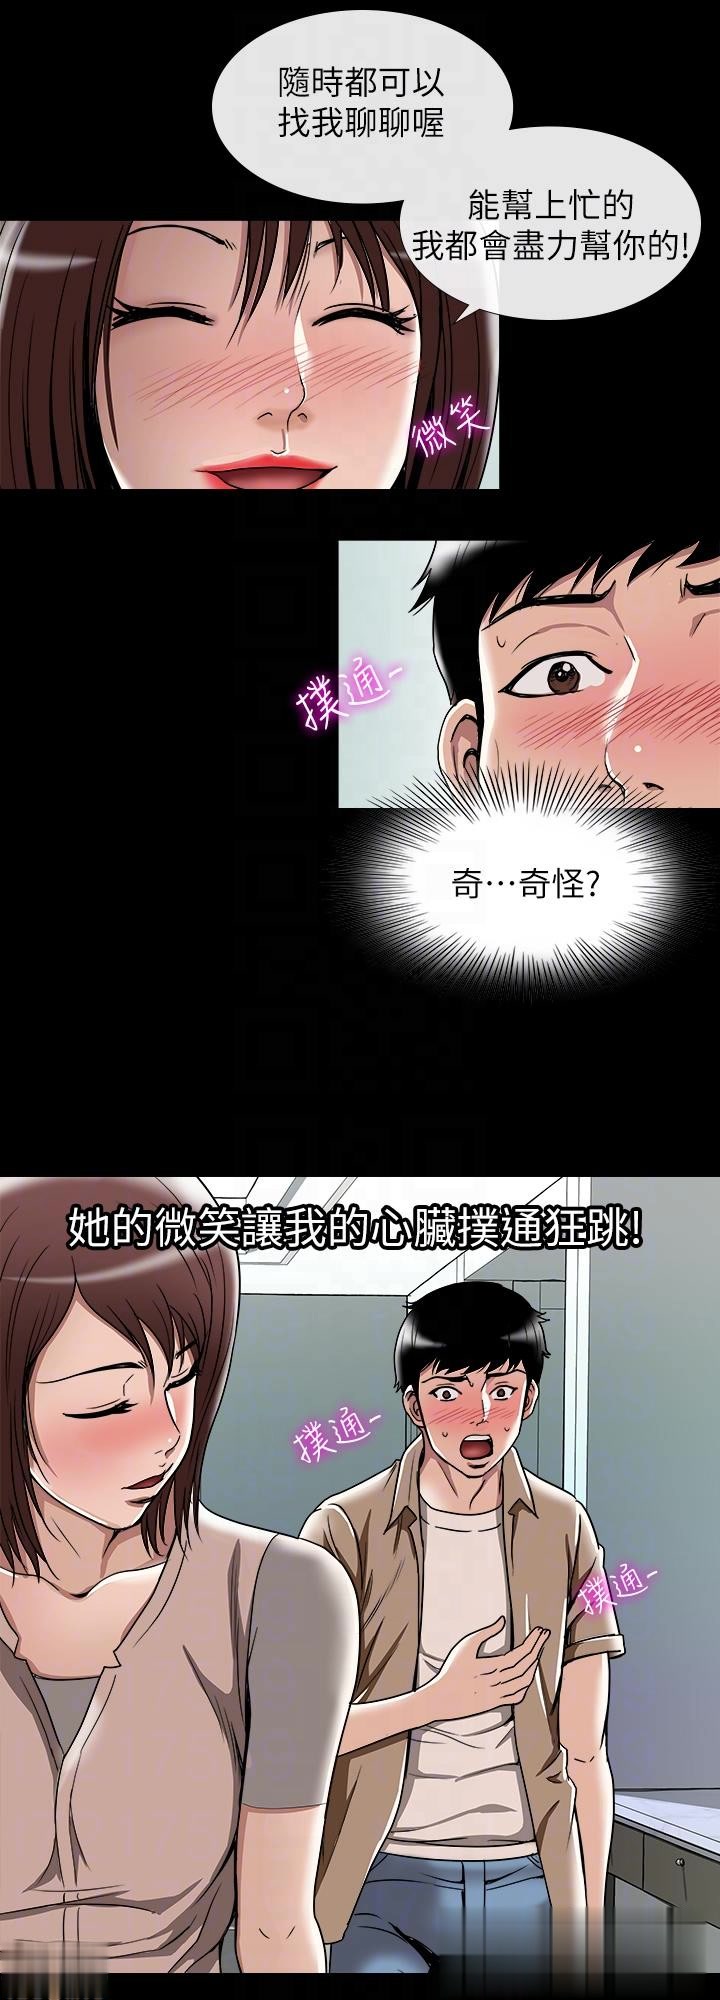 隨時都可以
找我聊聊喔
能幫上忙的
我都會盡力幫你的!
微笑
撲通~
奇…奇怪?
她的微笑讓我的心臟撲通狂跳!
撲通~
撲通~